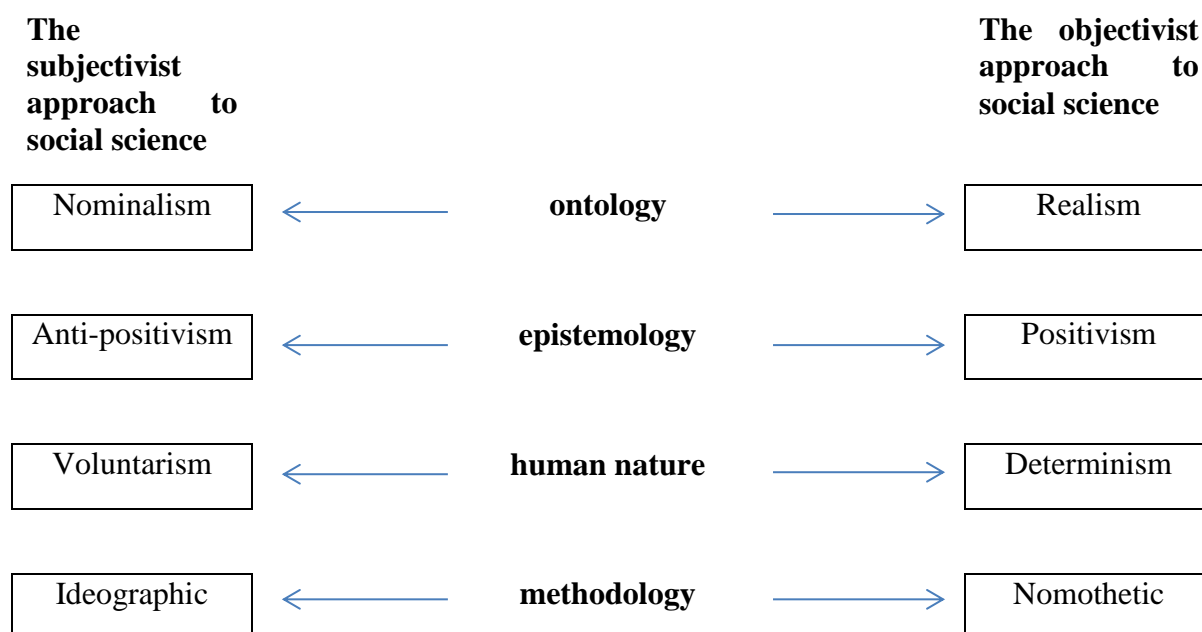 The
subjectivist
approach to
social science
The objectivist
approach to
social science
Nominalism
ontology
Realism
Anti-positivism
epistemology
Positivism
Voluntarism
human nature
Determinism
Ideographic
methodology
Nomothetic